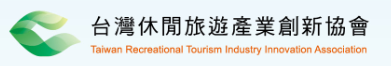 台灣休閒旅遊產業創新協會
Taiwan Recreational Tourism Industry Innovation Association